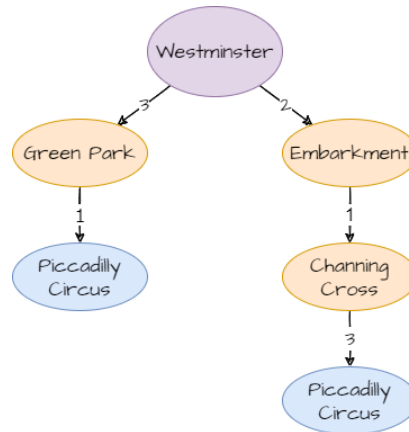 Westminster
3
2
Green Park
Embarkment
1
1
Piccadilly
Circus
Channing
Cross
3
Piccadilly
Circus